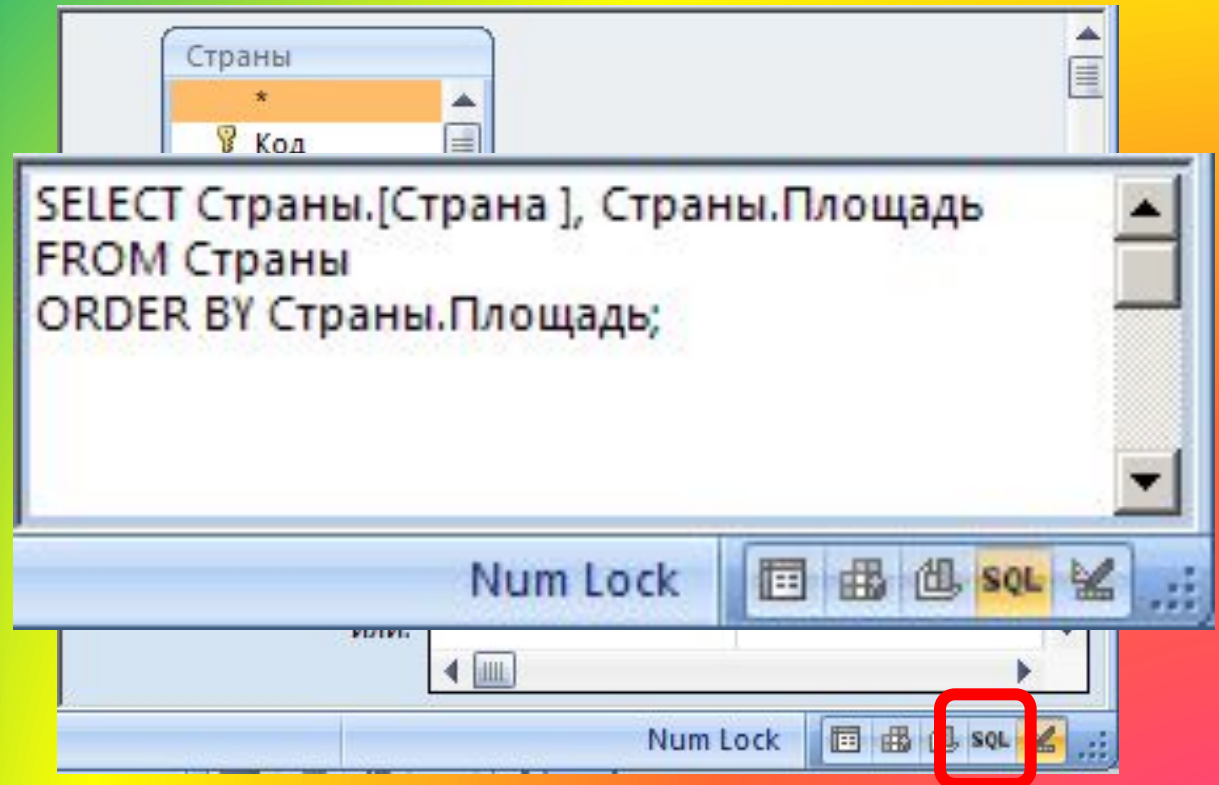 Страны
*
Код
SELECT Страны.[Страна ], Страны.Площадь
FROM Страны
ORDER BY Страны.Площадь;
Num Lock
SQL
или:
Num Lock
SQL